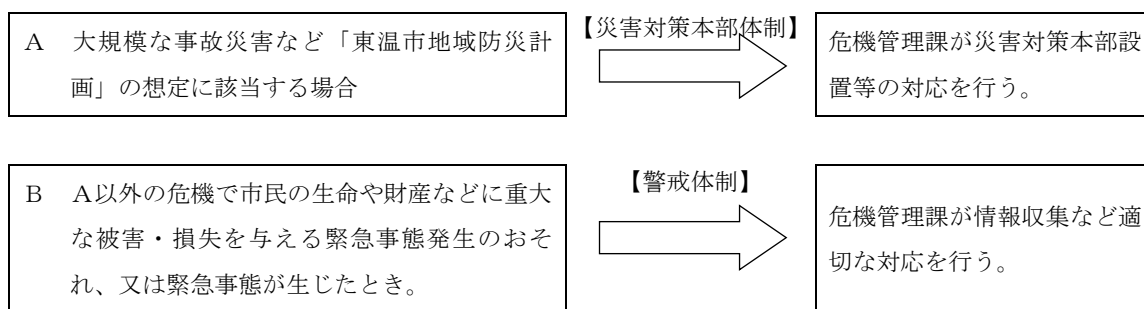 A 大規模な事故災害など「東温市地域防災計
画」の想定に該当する場合
【災害対策本部体制】
危機管理課が災害対策本部設
置等の対応を行う。
B A以外の危機で市民の生命や財産などに重大
な被害・損失を与える緊急事態発生のおそ
れ、又は緊急事態が生じたとき。
【警戒体制】
危機管理課が情報収集など適
切な対応を行う。